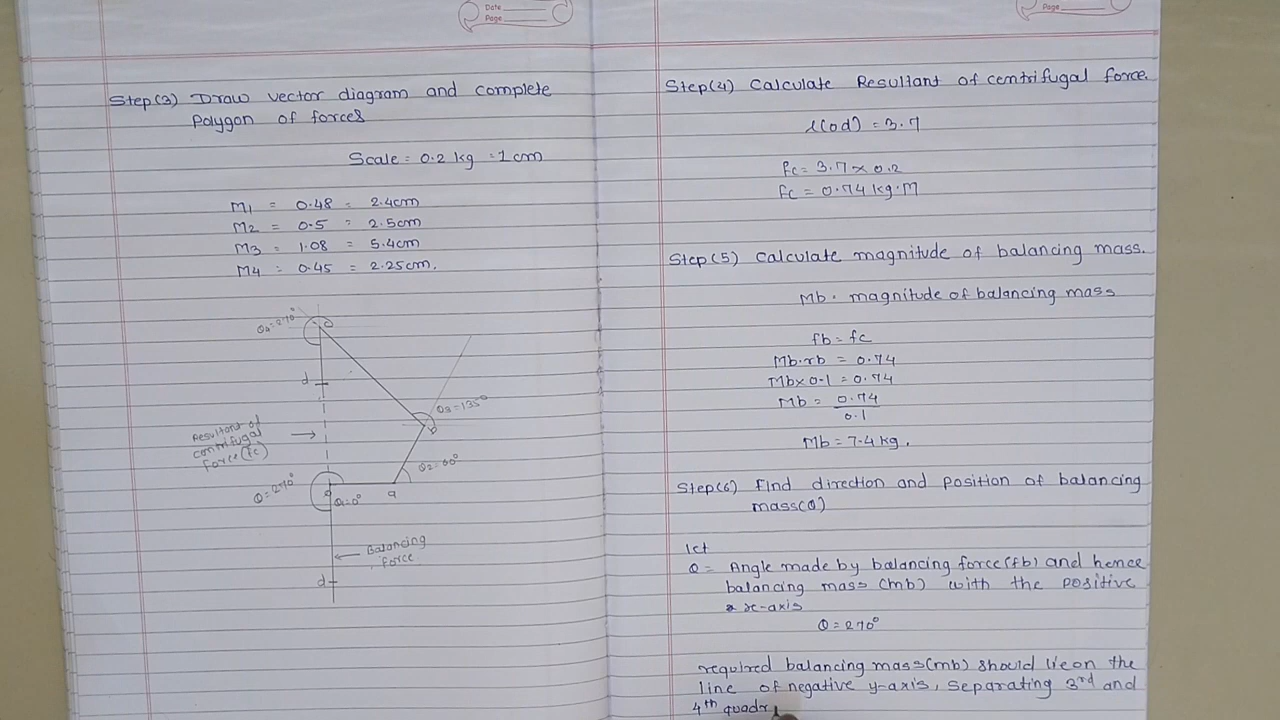 Date
Page
Step(3) Draw vector diagram and complete
Polygon of forces
Scale = 0.2 kg = 1 cm
M1 = 0.48 = 2.4cm
M2 = 0.5 = 2.5cm
M3 = 1.08 = 5.4cm
M4 = 0.45 = 2.25cm.
θ4=270°
c
d
θ3=135°
b
Resultant of
centrifugal
force (fc)
θ2=60°
θ=270°
θ1=0°
a
Balancing
force
d
Page
Step(4) Calculate Resultant of centrifugal force.
l(od) = 3.7
Fc = 3.7 × 0.2
Fc = 0.74 kg.M
Step(5) Calculate magnitude of balancing mass.
Mb. magnitude of balancing mass
fb = fc
Mb.rb = 0.74
Mb× 0.1 = 0.74
Mb = 0.74
0.1
Mb = 7.4 kg.
Step(6) Find direction and position of balancing
mass(θ)
let
θ = Angle made by balancing force(fb) and hence
balancing mass (mb) with the positive
x-axis
θ = 270°
required balancing mass(mb) should lie on the
line of negative y-axis, separating 3rd and
4th quadr